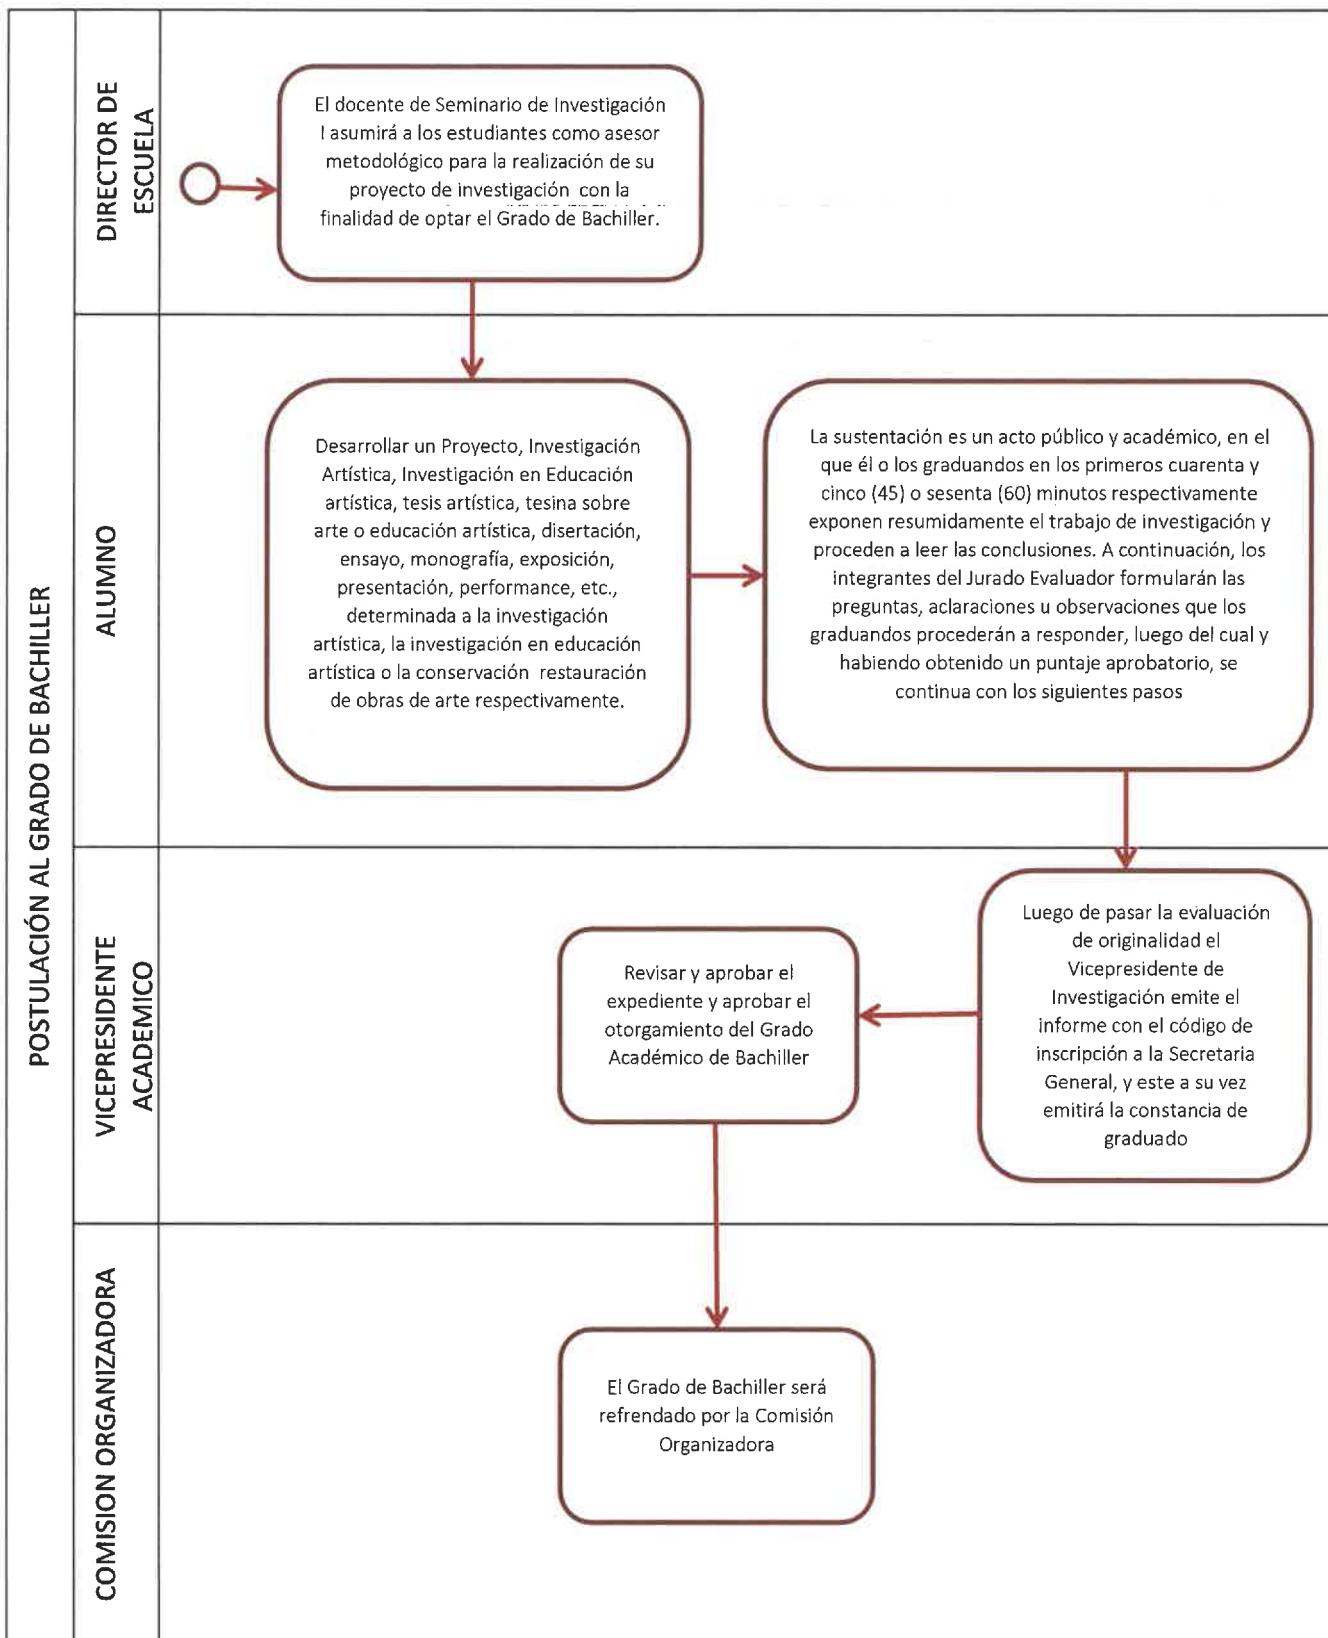 POSTULACIÓN AL GRADO DE BACHILLER
DIRECTOR DE
ESCUELA
El docente de Seminario de Investigación
I asumirá a los estudiantes como asesor
metodológico para la realización de su
proyecto de investigación con la
finalidad de optar el Grado de Bachiller.
ALUMNO
Desarrollar un Proyecto, Investigación
Artística, Investigación en Educación
artística, tesis artística, tesina sobre
arte o educación artística, disertación,
ensayo, monografía, exposición,
presentación, performance, etc.,
determinada a la investigación
artística, la investigación en educación
artística o la conservación restauración
de obras de arte respectivamente.
La sustentación es un acto público y académico, en el
que él o los graduandos en los primeros cuarenta y
cinco (45) o sesenta (60) minutos respectivamente
exponen resumidamente el trabajo de investigación y
proceden a leer las conclusiones. A continuación, los
integrantes del Jurado Evaluador formularán las
preguntas, aclaraciones u observaciones que los
graduandos procederán a responder, luego del cual y
habiendo obtenido un puntaje aprobatorio, se
continua con los siguientes pasos
VICEPRESIDENTE
ACADEMICO
Luego de pasar la evaluación
de originalidad el
Vicepresidente de
Investigación emite el
informe con el código de
inscripción a la Secretaria
General, y este a su vez
emitirá la constancia de
graduado
Revisar y aprobar el
expediente y aprobar el
otorgamiento del Grado
Académico de Bachiller
COMISION ORGANIZADORA
El Grado de Bachiller será
refrendado por la Comisión
Organizadora